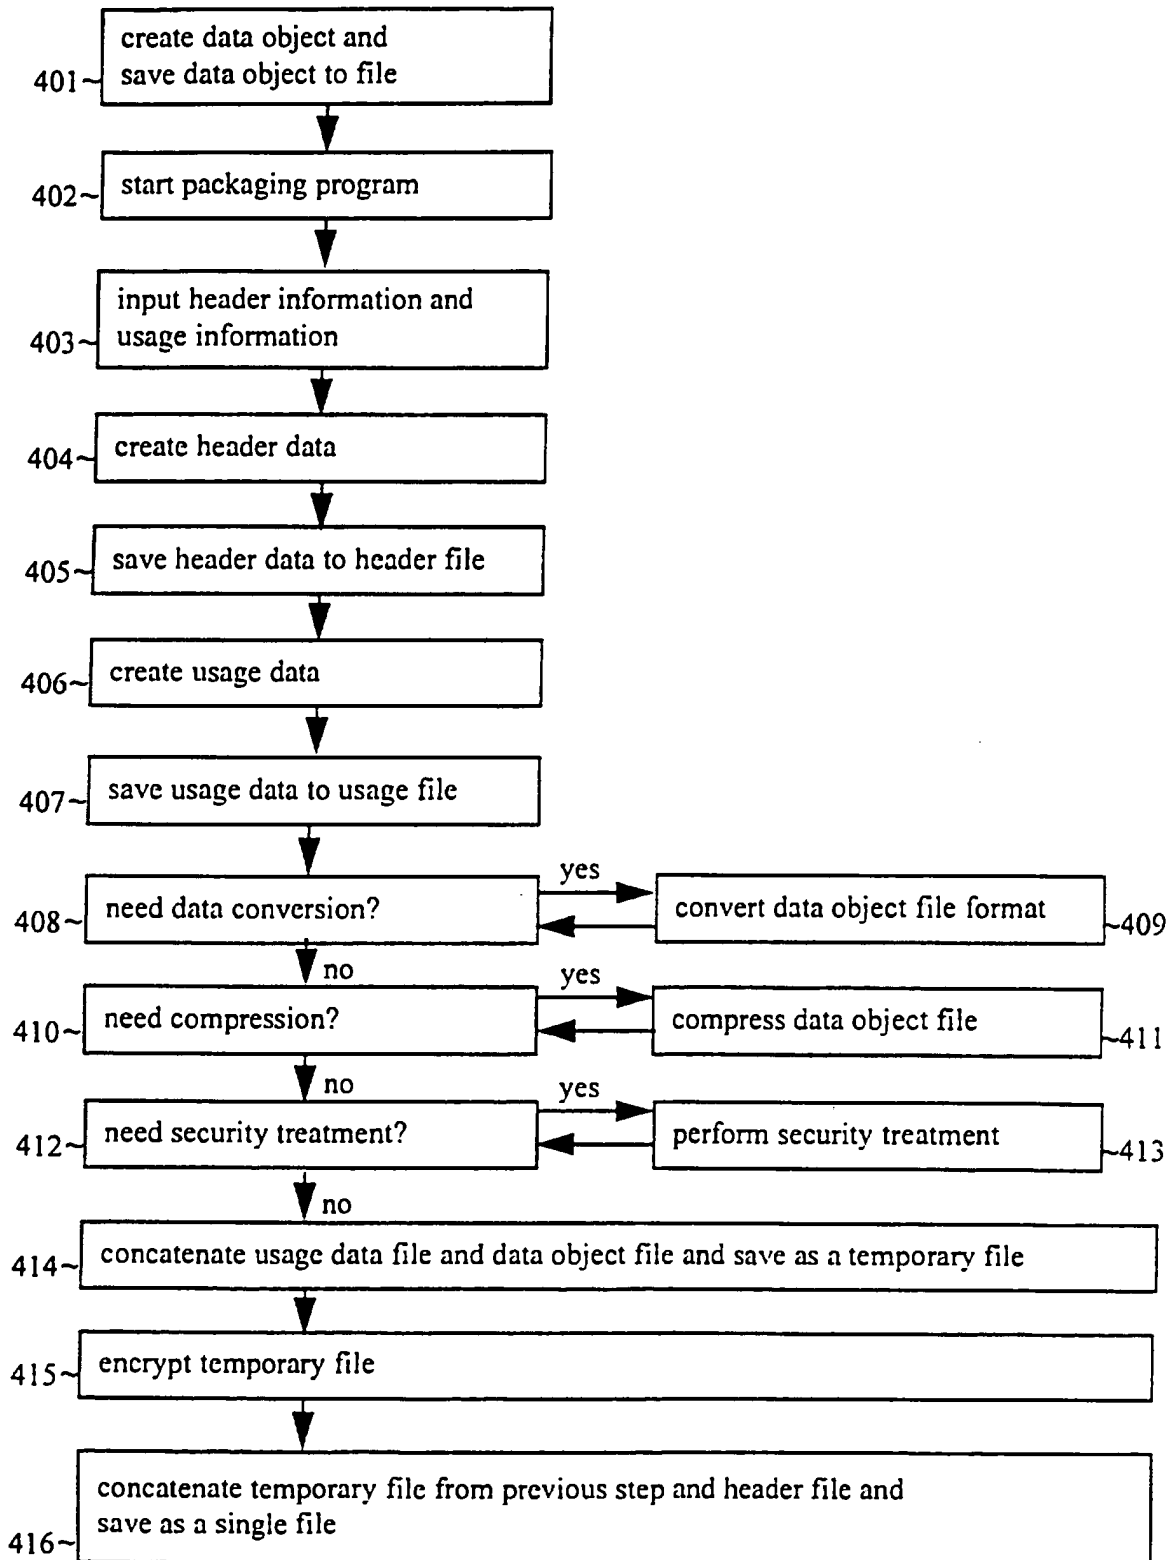 create data object and
save data object to file
401~
start packaging program
402~
input header information and
usage information
403~
create header data
404~
save header data to header file
405~
create usage data
406~
save usage data to usage file
407~
need data conversion?
408~
yes
convert data object file format
~409
no
need compression?
410~
yes
compress data object file
~411
no
need security treatment?
412~
yes
perform security treatment
~413
no
concatenate usage data file and data object file and save as a temporary file
414~
encrypt temporary file
415~
concatenate temporary file from previous step and header file and
save as a single file
416~